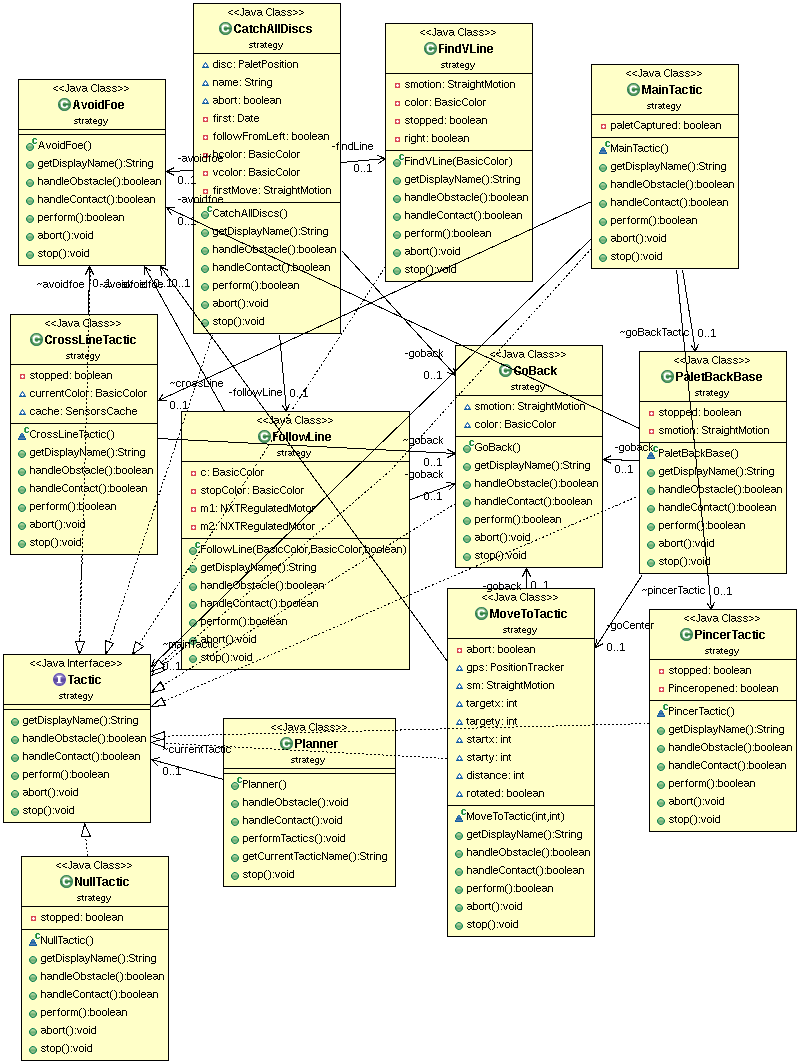 <<Java Class>>
CatchAllDiscs
strategy
disc: PaletPosition
name: String
abort: boolean
first: Date
followFromLeft: boolean
hcolor: BasicColor
vcolor: BasicColor
firstMove: StraightMotion
CatchAllDiscs()
getDisplayName():String
handleObstacle():boolean
handleContact():boolean
perform():boolean
abort():void
stop():void
<<Java Class>>
FindVLine
strategy
smotion: StraightMotion
color: BasicColor
stopped: boolean
right: boolean
FindVLine(BasicColor)
getDisplayName():String
handleObstacle():boolean
handleContact():boolean
perform():boolean
abort():void
stop():void
<<Java Class>>
MainTactic
strategy
paletCaptured: boolean
MainTactic()
getDisplayName():String
handleObstacle():boolean
handleContact():boolean
perform():boolean
abort():void
stop():void
<<Java Class>>
AvoidFoe
strategy
AvoidFoe()
getDisplayName():String
handleObstacle():boolean
handleContact():boolean
perform():boolean
abort():void
stop():void
-findLine
0..1
-avoidfoe
0..1
-avoidfoe
0..1
~avoidfoe
-avoidfoe
0..1
<<Java Class>>
CrossLineTactic
strategy
stopped: boolean
currentColor: BasicColor
cache: SensorsCache
CrossLineTactic()
getDisplayName():String
handleObstacle():boolean
handleContact():boolean
perform():boolean
abort():void
stop():void
~crossLine
0..1
-followLine
0..1
<<Java Class>>
FollowLine
strategy
c: BasicColor
stopColor: BasicColor
m1: NXTRegulatedMotor
m2: NXTRegulatedMotor
FollowLine(BasicColor,BasicColor,boolean)
getDisplayName():String
handleObstacle():boolean
handleContact():boolean
perform():boolean
abort():void
stop():void
-goback
0..1
~goback
0..1
-goback
0..1
<<Java Class>>
GoBack
strategy
smotion: StraightMotion
color: BasicColor
GoBack()
getDisplayName():String
handleObstacle():boolean
handleContact():boolean
perform():boolean
abort():void
stop():void
~goBackTactic
0..1
<<Java Class>>
PaletBackBase
strategy
stopped: boolean
smotion: StraightMotion
PaletBackBase()
getDisplayName():String
handleObstacle():boolean
handleContact():boolean
perform():boolean
abort():void
stop():void
-goback
0..1
-goback
0..1
~pincerTactic
0..1
-goCenter
0..1
<<Java Class>>
MoveToTactic
strategy
abort: boolean
gps: PositionTracker
sm: StraightMotion
targetx: int
targety: int
startx: int
starty: int
distance: int
rotated: boolean
MoveToTactic(int,int)
getDisplayName():String
handleObstacle():boolean
handleContact():boolean
perform():boolean
abort():void
stop():void
<<Java Class>>
PincerTactic
strategy
stopped: boolean
Pinceropened: boolean
PincerTactic()
getDisplayName():String
handleObstacle():boolean
handleContact():boolean
perform():boolean
abort():void
stop():void
<<Java Interface>>
Tactic
strategy
getDisplayName():String
handleObstacle():boolean
handleContact():boolean
perform():boolean
abort():void
stop():void
~mainTactic
0..1
currentTactic
0..1
<<Java Class>>
Planner
strategy
Planner()
handleObstacle():void
handleContact():void
performTactics():void
getCurrentTacticName():String
stop():void
<<Java Class>>
NullTactic
strategy
stopped: boolean
NullTactic()
getDisplayName():String
handleObstacle():boolean
handleContact():boolean
perform():boolean
abort():void
stop():void